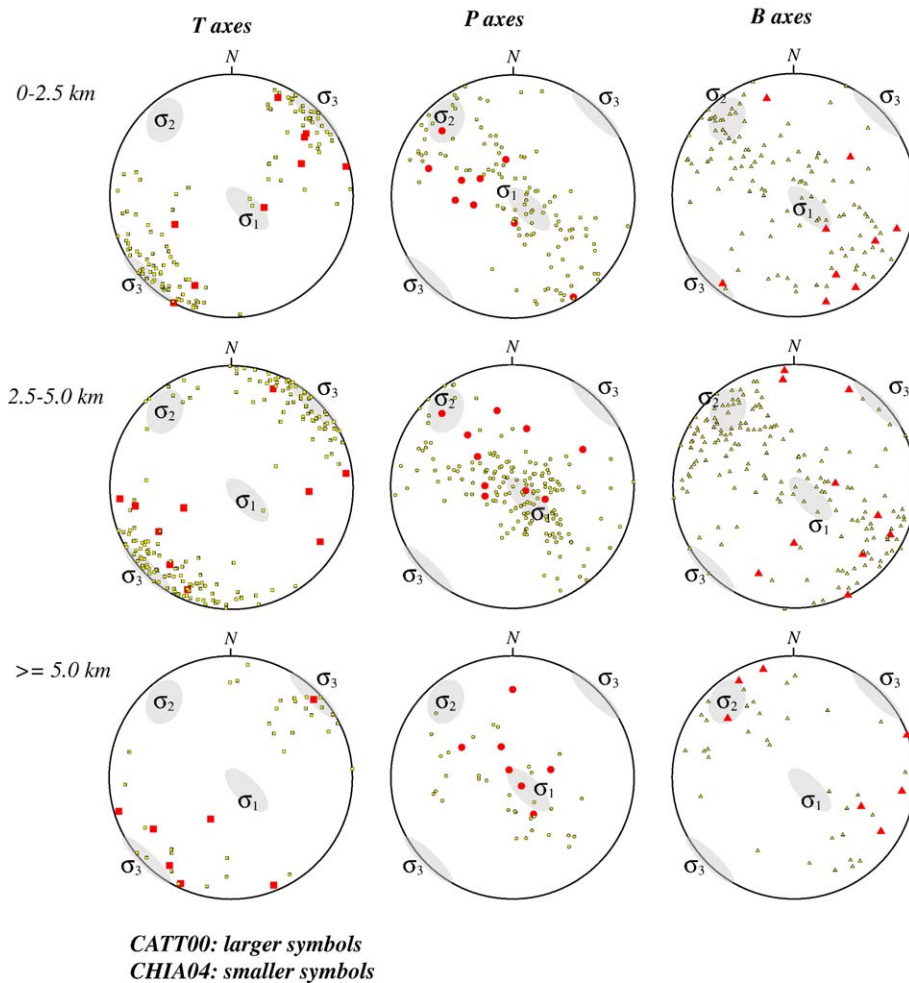 T axes P axes B axes
N N N
0-2.5 km
σ3 σ3 σ2 σ3
σ2 σ2
σ1 σ1 σ1
σ3 σ3 σ3
N N N
2.5-5.0 km
σ2 σ3 σ2 σ3 σ2 σ3
σ1 σ1 σ1
σ3 σ3 σ3
N N N
>= 5.0 km
σ2 σ3 σ2 σ3 σ2 σ3
σ1 σ1 σ1
σ3 σ3 σ3
CATT00: larger symbols
CHIA04: smaller symbols